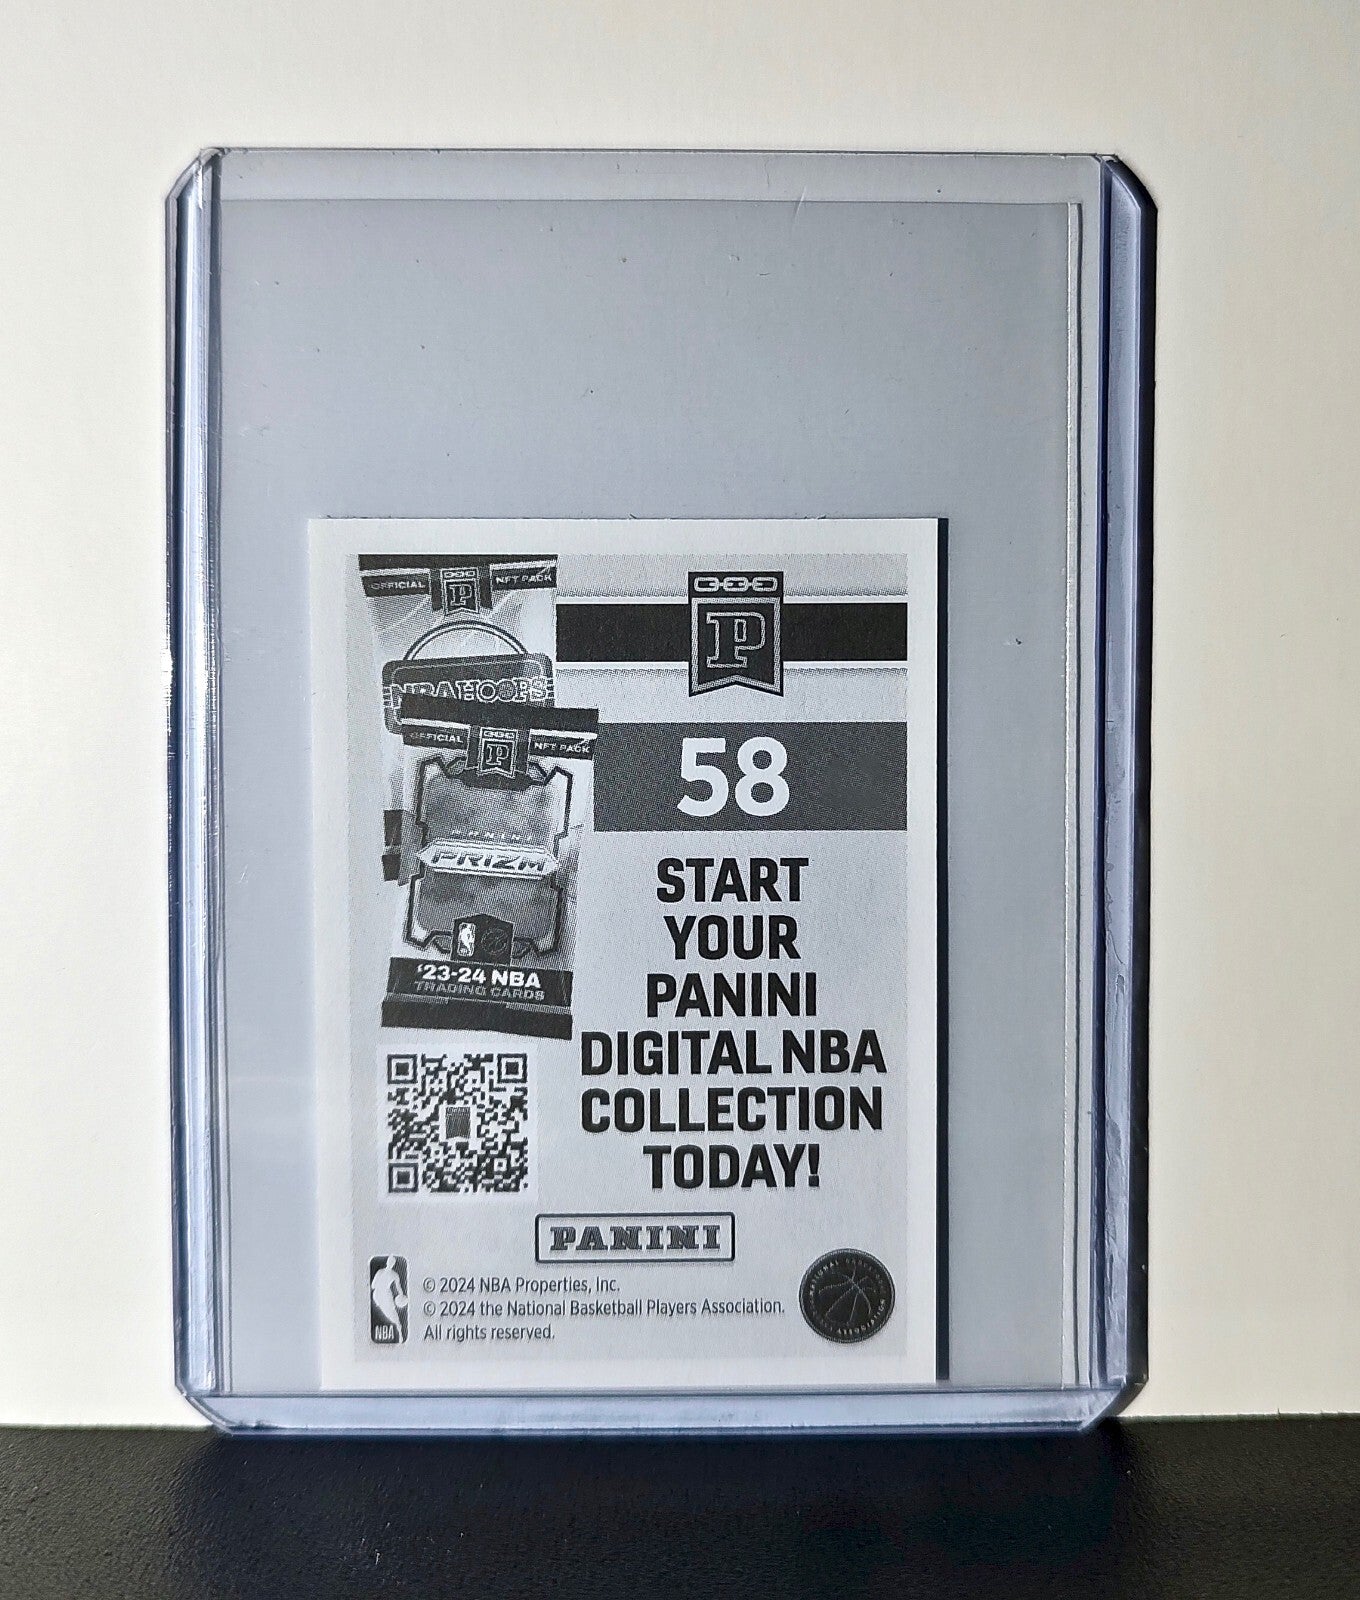 OFFICIAL
NFT PACK
P
NBA HOOPS
OFFICIAL
NFT PACK
P
PANINI
PRIZM
'23-24 NBA
TRADING CARDS
P
58
START
YOUR
PANINI
DIGITAL NBA
COLLECTION
TODAY!
PANINI
NBA
© 2024 NBA Properties, Inc.
© 2024 the National Basketball Players Association.
All rights reserved.